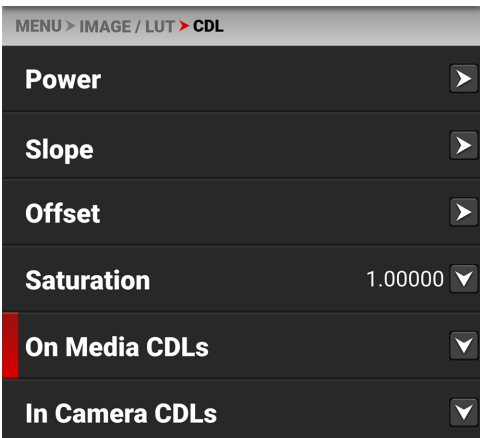 MENU > IMAGE / LUT > CDL
Power
Slope
Offset
Saturation 1.00000
On Media CDLs
In Camera CDLs